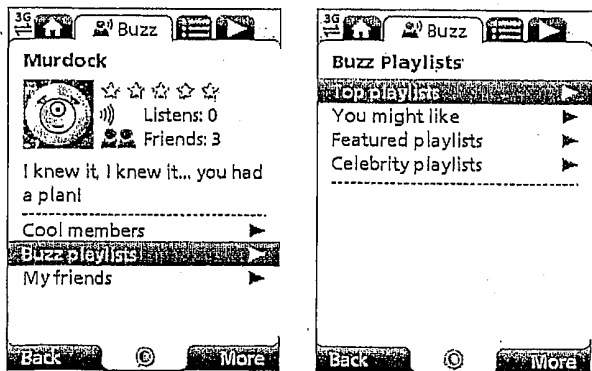 3G
Buzz
Murdock
Listens: 0
Friends: 3
I knew it, I knew it... you had
a plan!
Cool members
Buzz playlists
My friends
Back
More
3G
Buzz
Buzz Playlists
Top playlists
You might like
Featured playlists
Celebrity playlists
Back
More